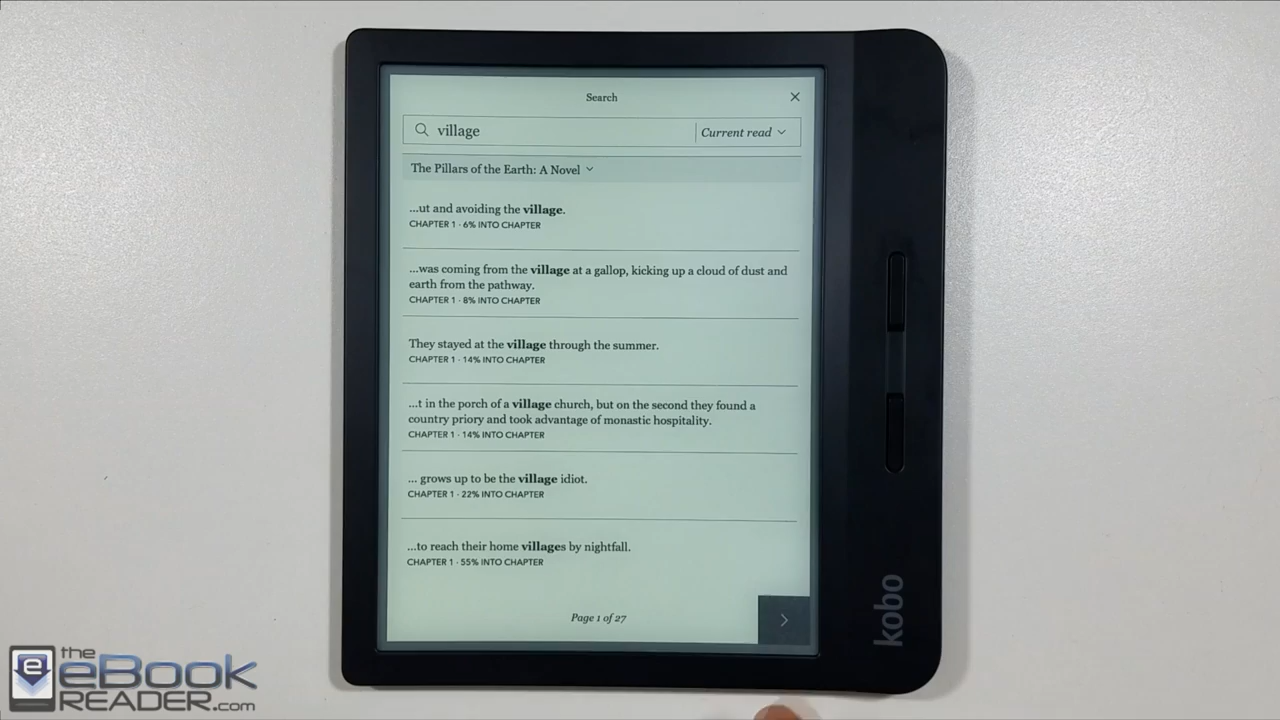 Search
village
Current read
The Pillars of the Earth: A Novel
...ut and avoiding the village.
CHAPTER 1 · 6% INTO CHAPTER
...was coming from the village at a gallop, kicking up a cloud of dust and
earth from the pathway.
CHAPTER 1 · 8% INTO CHAPTER
They stayed at the village through the summer.
CHAPTER 1 · 14% INTO CHAPTER
...t in the porch of a village church, but on the second they found a
country priory and took advantage of monastic hospitality.
CHAPTER 1 · 14% INTO CHAPTER
... grows up to be the village idiot.
CHAPTER 1 · 22% INTO CHAPTER
...to reach their home villages by nightfall.
CHAPTER 1 · 55% INTO CHAPTER
Page 1 of 27
kobo
e
the
eBook
READER.com